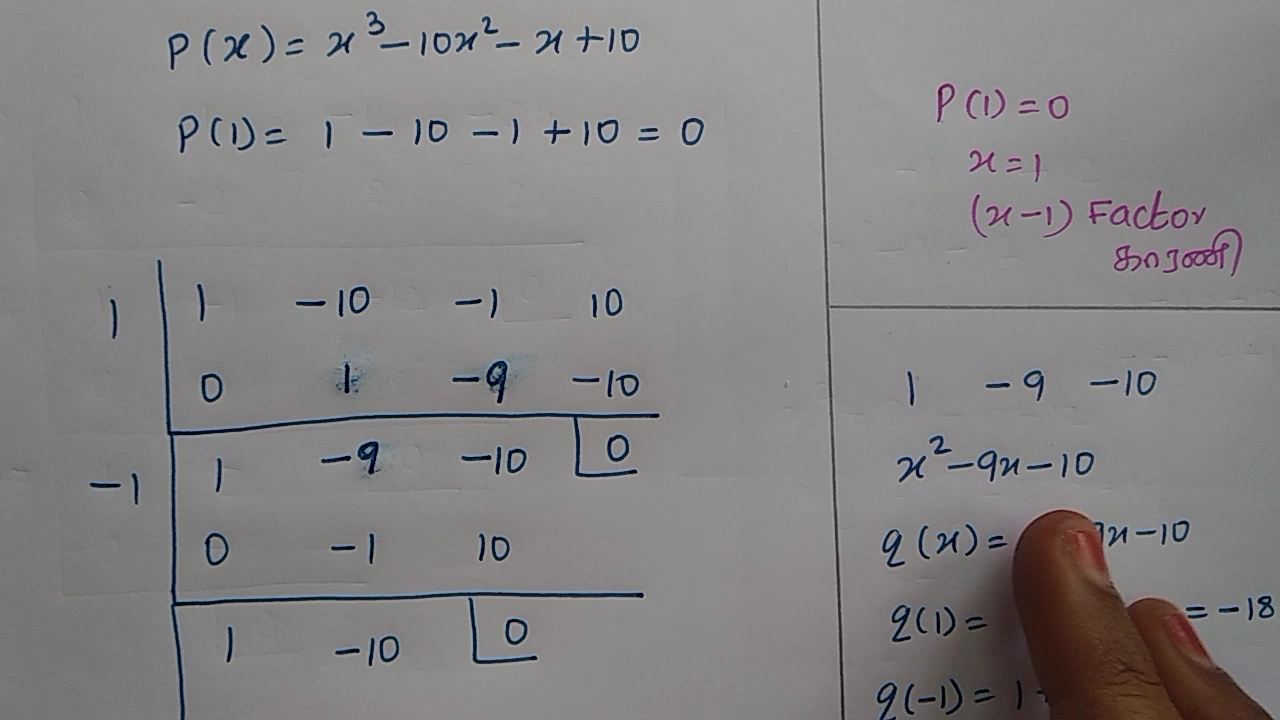 P(x) = x³ - 10x² - x + 10
P(1) = 1 - 10 - 1 + 10 = 0
1 | 1 -10 -1 10
0 1 -9 -10
-1 | 1 -9 -10 0
0 -1 10
1 -10 0
P(1) = 0
x = 1
(x-1) Factor
காரணி
1 -9 -10
x² - 9x - 10
q(x) = x - 10
q(1) = = -18
q(-1) = 1